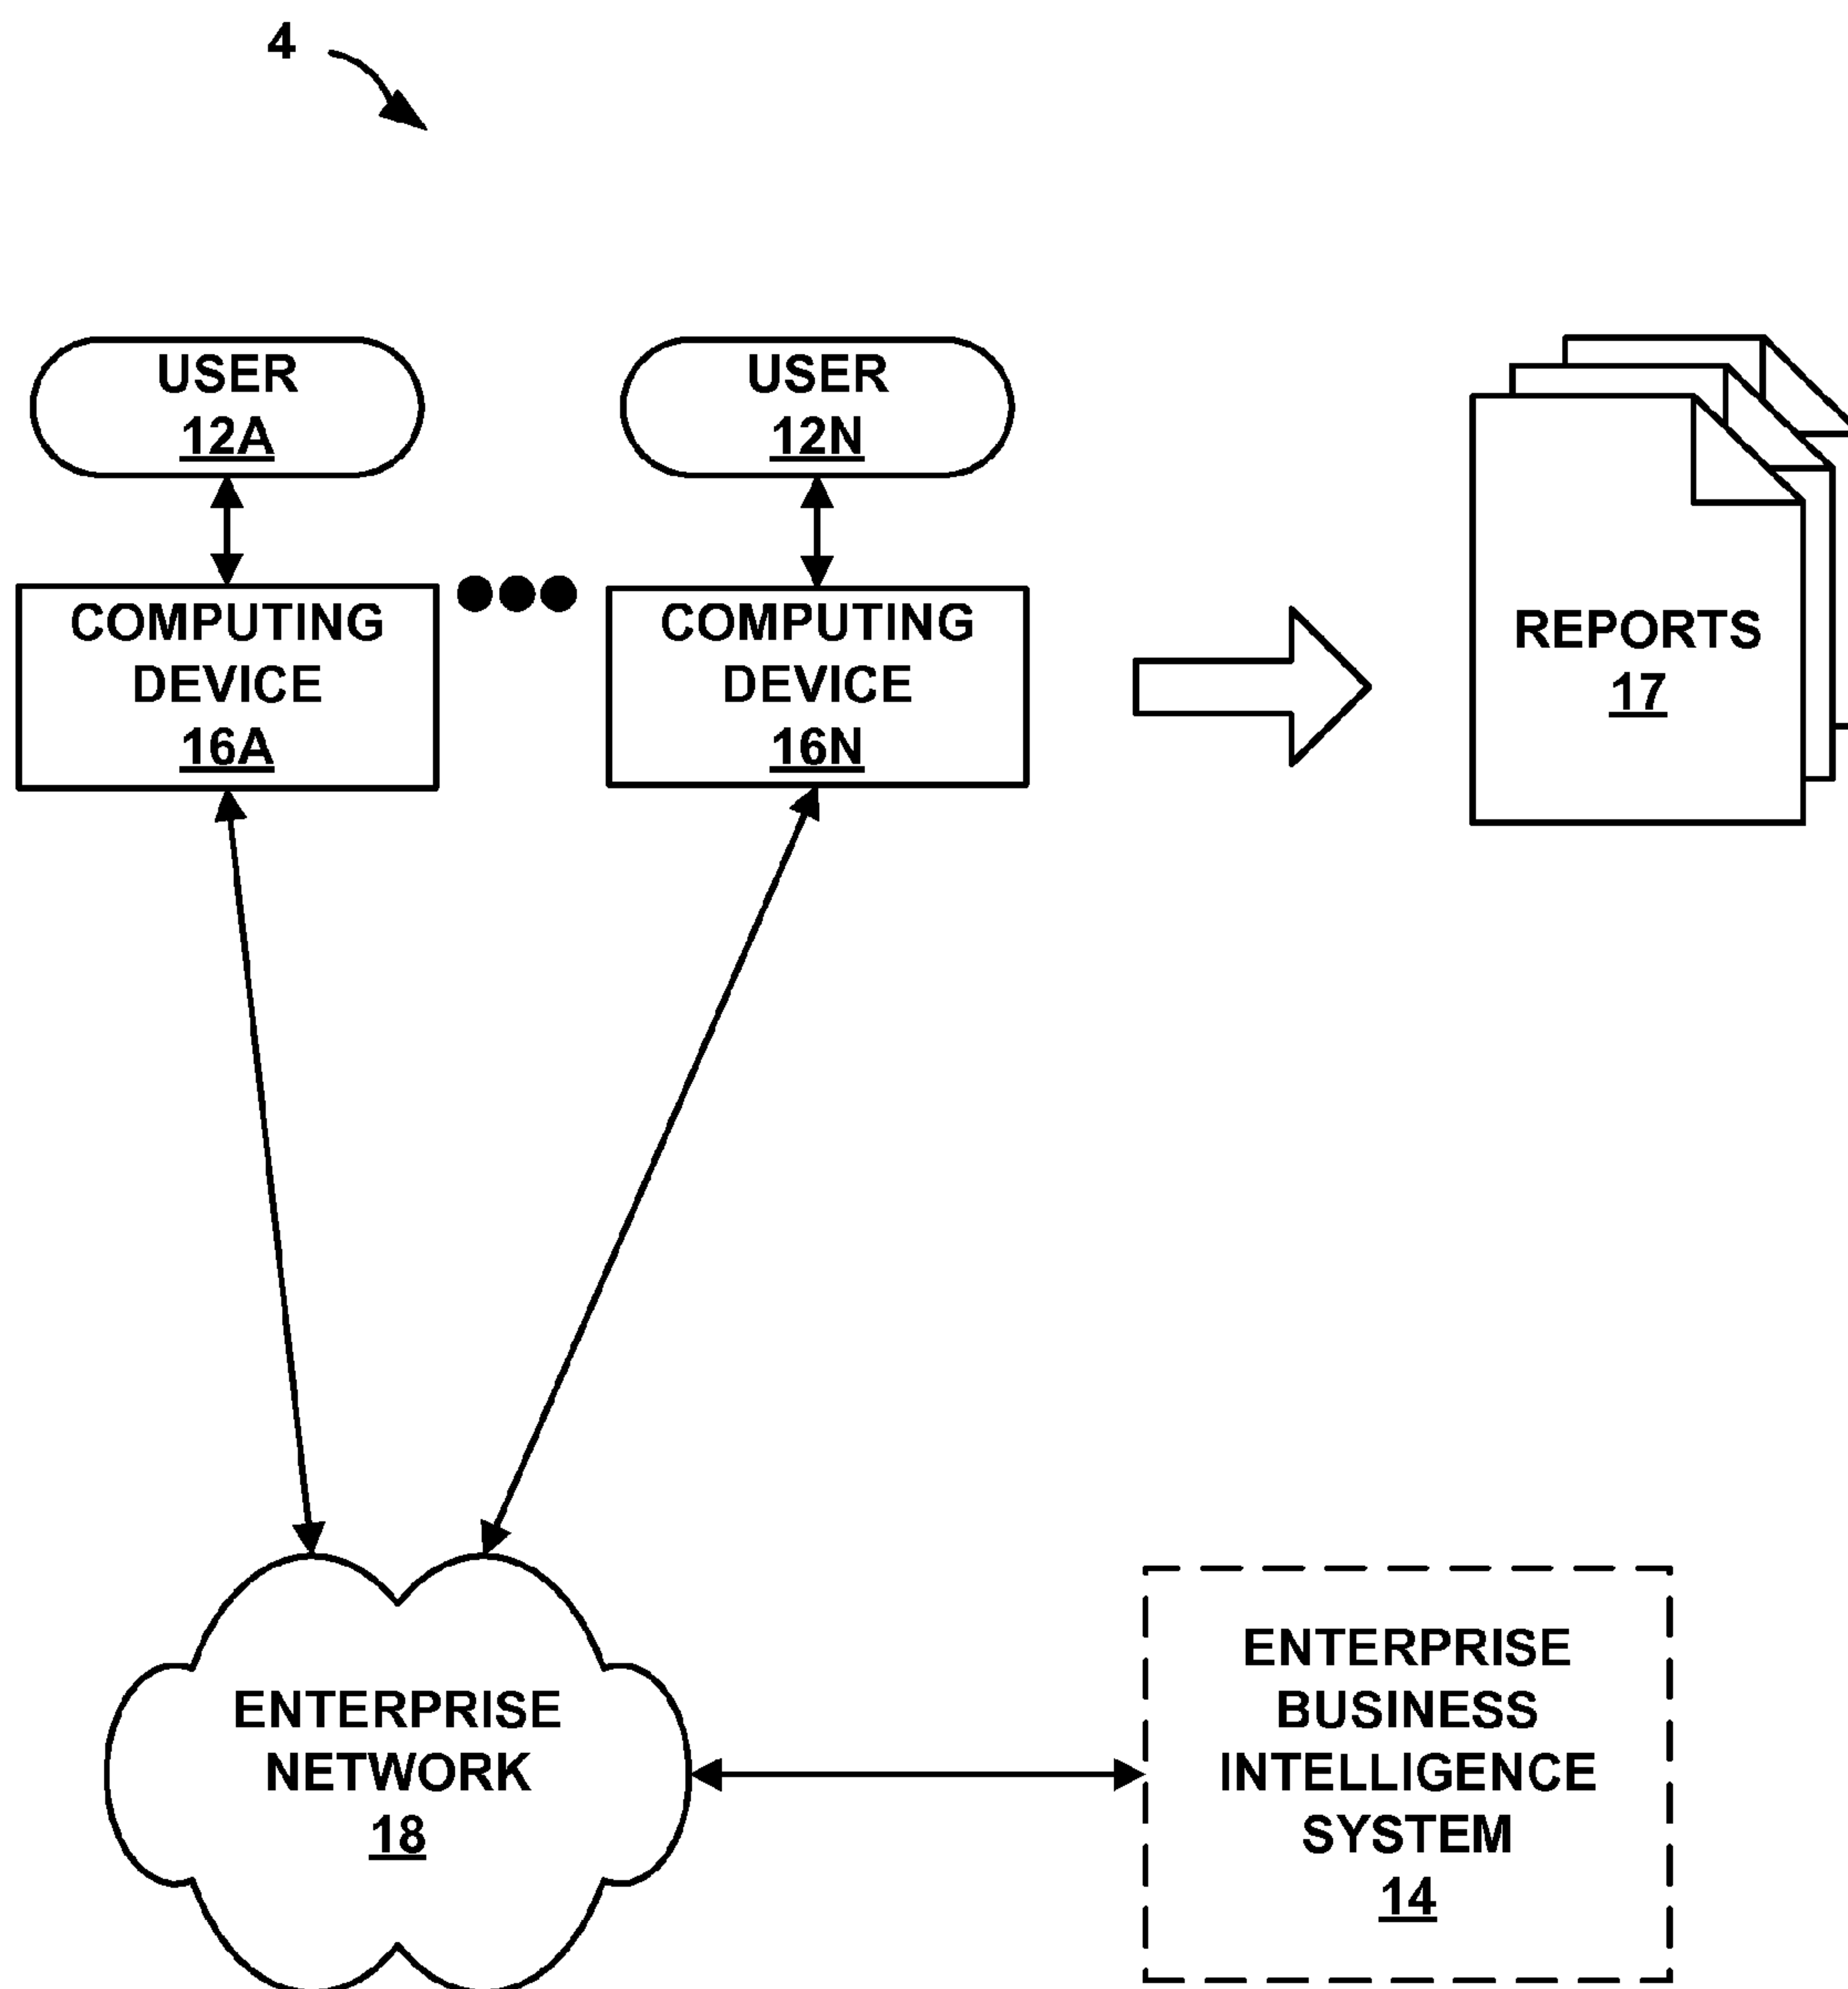 4
USER
12A
USER
12N
COMPUTING
DEVICE
16A
COMPUTING
DEVICE
16N
REPORTS
17
ENTERPRISE
NETWORK
18
ENTERPRISE
BUSINESS
INTELLIGENCE
SYSTEM
14